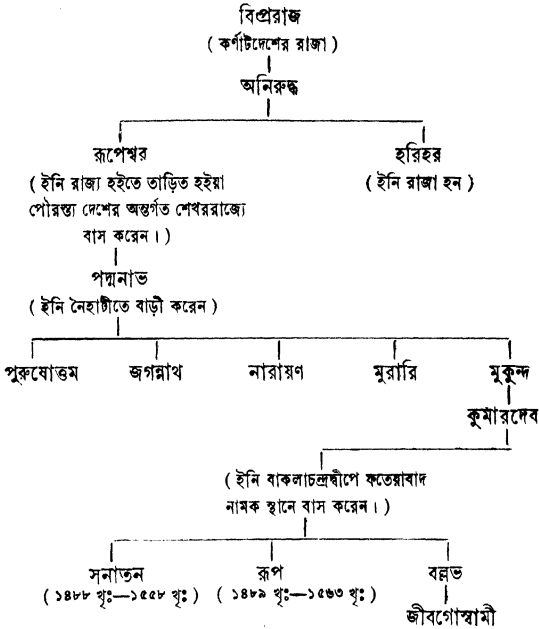 বিপ্ররাজ
( কর্ণাটদেশের রাজা )
অনিরুদ্ধ
রূপেশ্বর
( ইনি রাজ্য হইতে তাড়িত হইয়া
পৌরস্ত্য দেশের অন্তর্গত শেখররাজ্যে
বাস করেন। )
হরিহর
( ইনি রাজা হন )
পদ্মনাভ
( ইনি নৈহাটীতে বাড়ী করেন )
পুরুষোত্তম জগন্নাথ নারায়ণ মুরারি মুকুন্দ
কুমারদেব
( ইনি বাকলাচন্দ্রদ্বীপে ফতেয়াবাদ
নামক স্থানে বাস করেন। )
সনাতন রূপ বল্লভ
( ১৪৮৮ খৃঃ—১৫৫৮ খৃঃ ) ( ১৪৮৯ খৃঃ—১৫৬৩ খৃঃ )
জীবগোস্বামী